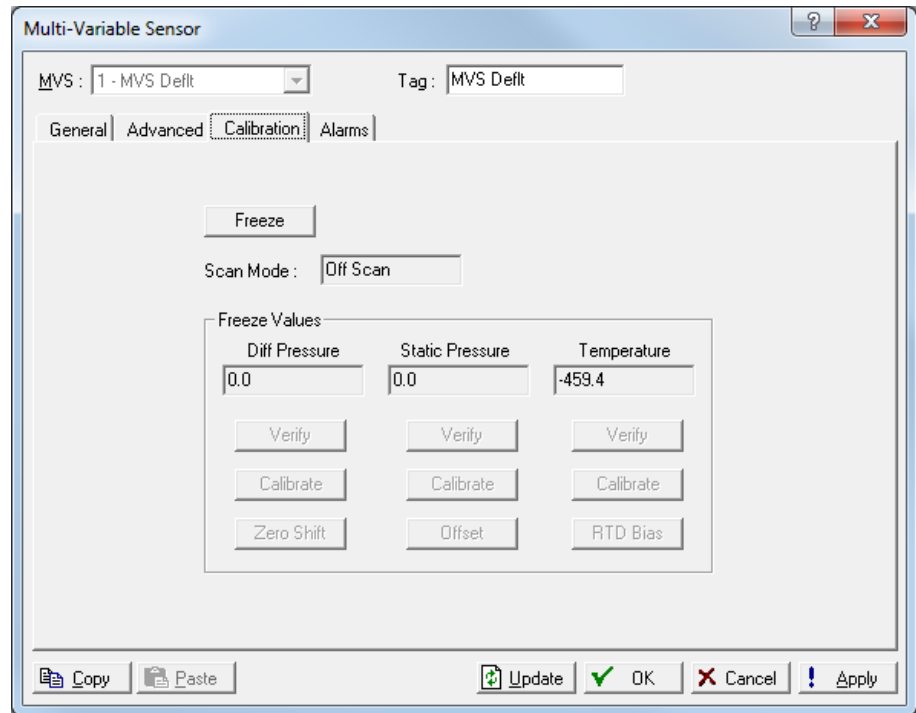 Multi-Variable Sensor
MVS : 1 - MVS Deflt Tag : MVS Deflt
General Advanced Calibration Alarms
Freeze
Scan Mode : Off Scan
Freeze Values
Diff Pressure Static Pressure Temperature
0.0 0.0 -459.4
Verify Verify Verify
Calibrate Calibrate Calibrate
Zero Shift Offset RTD Bias
Copy Paste Update OK Cancel ! Apply